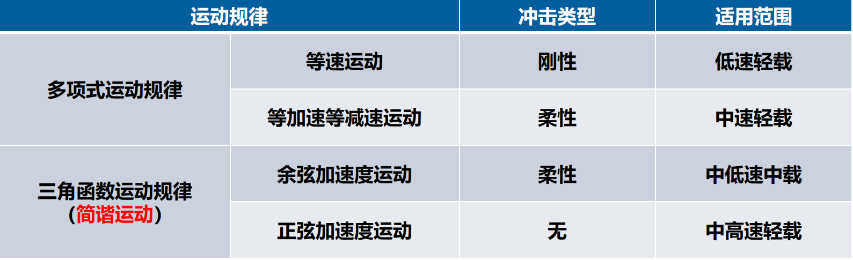 运动规律 冲击类型 适用范围
多项式运动规律 等速运动 刚性 低速轻载
等加速等减速运动 柔性 中速轻载
三角函数运动规律
（简谐运动） 余弦加速度运动 柔性 中低速中载
正弦加速度运动 无 中高速轻载